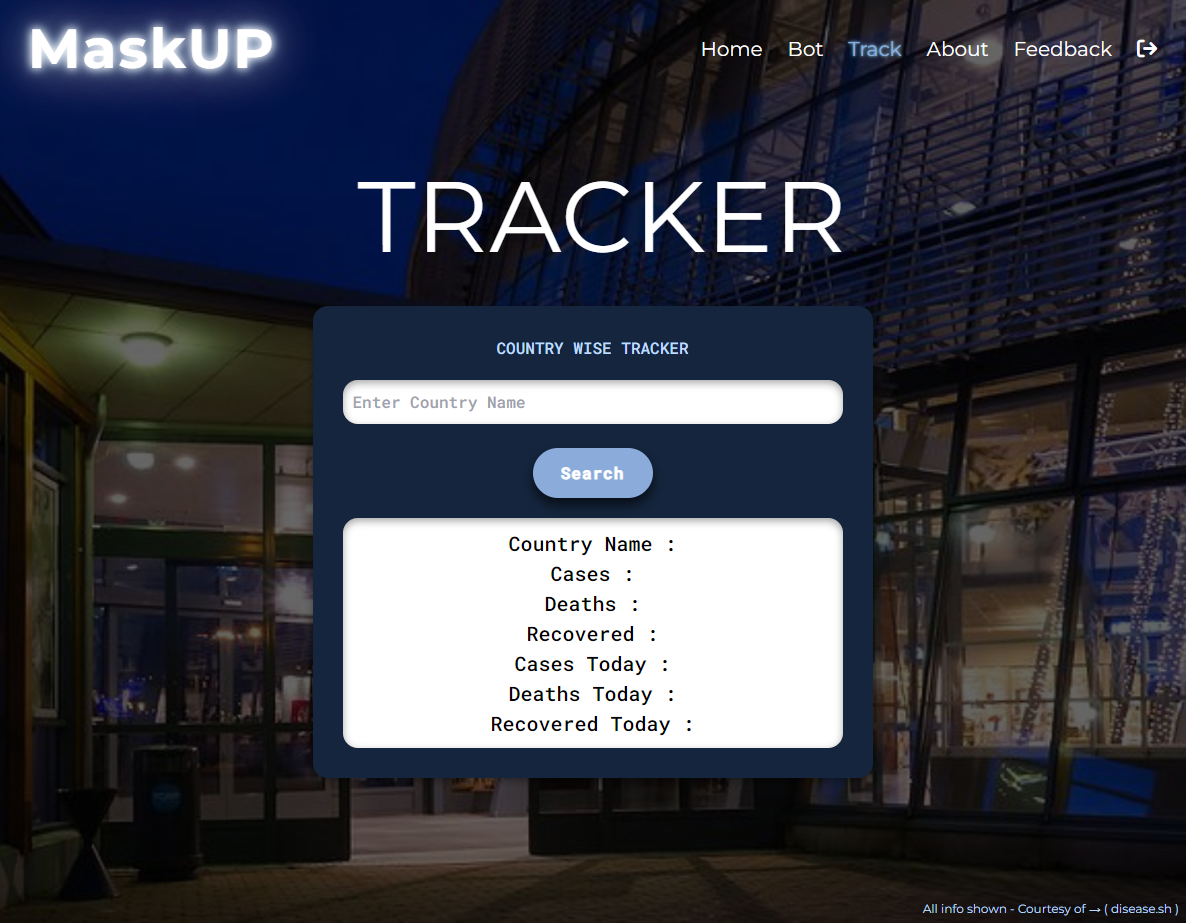 MaskUP
Home Bot Track About Feedback
TRACKER
COUNTRY WISE TRACKER
Enter Country Name
Search
Country Name :
Cases :
Deaths :
Recovered :
Cases Today :
Deaths Today :
Recovered Today :
All info shown - Courtesy of → ( disease.sh )